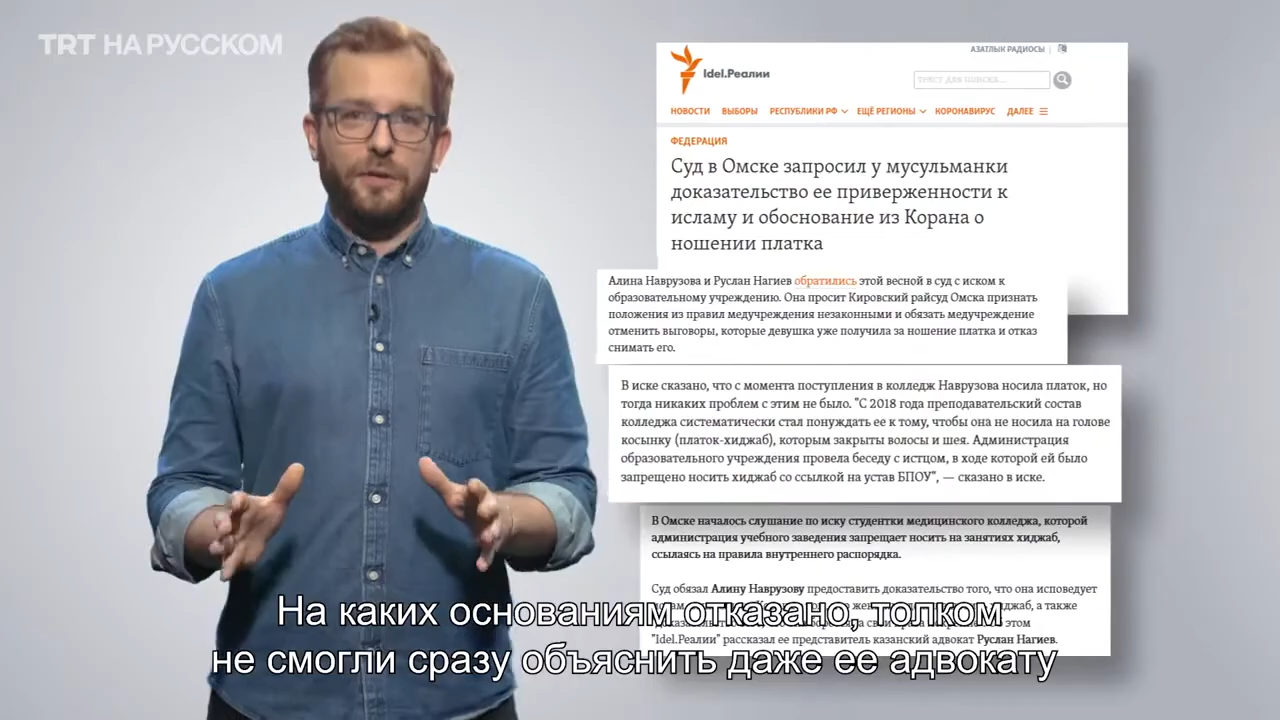 TRT НА РУССКОМ
АЗАТЛЫК РАДИОСЫ
Idel.Реалии
текст для поиска...
НОВОСТИ ВЫБОРЫ РЕСПУБЛИКИ РФ ЕЩЁ РЕГИОНЫ КОРОНАВИРУС ДАЛЕЕ
ФЕДЕРАЦИЯ
Суд в Омске запросил у мусульманки
доказательство ее приверженности к
исламу и обоснование из Корана о
ношении платка
Алина Наврузова и Руслан Нагиев обратились этой весной в суд с иском к
образовательному учреждению. Она просит Кировский райсуд Омска признать
положения из правил медучреждения незаконными и обязать медучреждение
отменить выговоры, которые девушка уже получила за ношение платка и отказ
снимать его.
В иске сказано, что с момента поступления в колледж Наврузова носила платок, но
тогда никаких проблем с этим не было. "С 2018 года преподавательский состав
колледжа систематически стал понуждать ее к тому, чтобы она не носила на голове
косынку (платок-хиджаб), которым закрыты волосы и шея. Администрация
образовательного учреждения провела беседу с истцом, в ходе которой ей было
запрещено носить хиджаб со ссылкой на устав БПОУ", — сказано в иске.
В Омске началось слушание по иску студентки медицинского колледжа, которой
администрация учебного заведения запрещает носить на занятиях хиджаб,
ссылаясь на правила внутреннего распорядка.
Суд обязал Алину Наврузову предоставить доказательство того, что она исповедует
а также
этом
"Idel.Реалии" рассказал ее представитель казанский адвокат Руслан Нагиев.
На каких основаниям отказано, толком
не смогли сразу объяснить даже ее адвокату